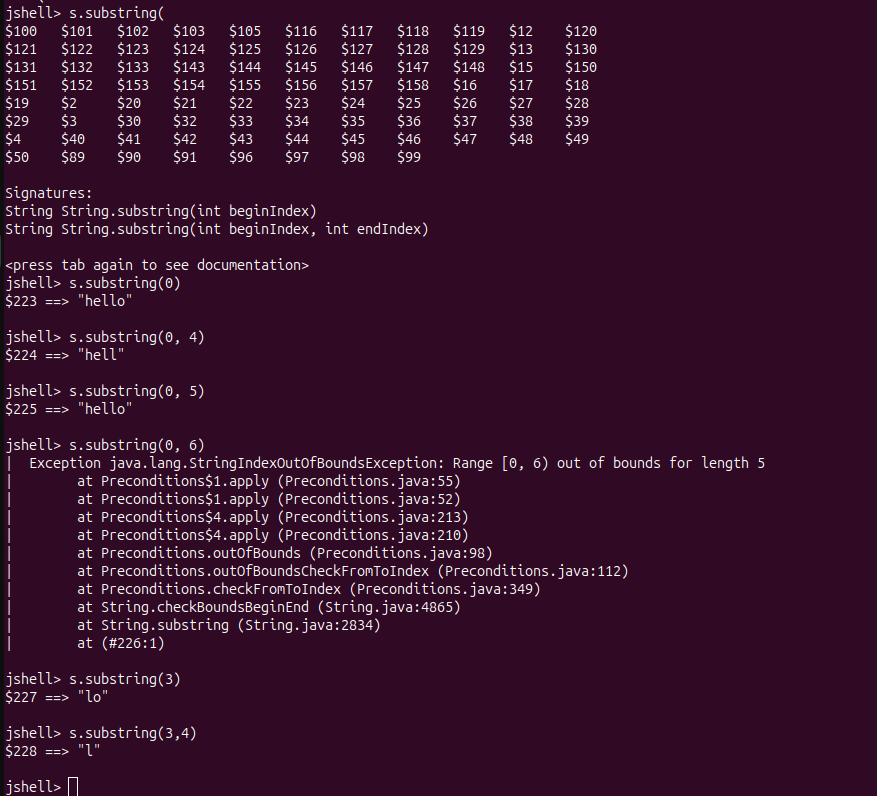 jshell> s.substring(
$100 $101 $102 $103 $105 $116 $117 $118 $119 $12 $120
$121 $122 $123 $124 $125 $126 $127 $128 $129 $13 $130
$131 $132 $133 $143 $144 $145 $146 $147 $148 $15 $150
$151 $152 $153 $154 $155 $156 $157 $158 $16 $17 $18
$19 $2 $20 $21 $22 $23 $24 $25 $26 $27 $28
$29 $3 $30 $32 $33 $34 $35 $36 $37 $38 $39
$4 $40 $41 $42 $43 $44 $45 $46 $47 $48 $49
$50 $89 $90 $91 $96 $97 $98 $99
Signatures:
String String.substring(int beginIndex)
String String.substring(int beginIndex, int endIndex)
<press tab again to see documentation>
jshell> s.substring(0)
$223 ==> "hello"
jshell> s.substring(0, 4)
$224 ==> "hell"
jshell> s.substring(0, 5)
$225 ==> "hello"
jshell> s.substring(0, 6)
|  Exception java.lang.StringIndexOutOfBoundsException: Range [0, 6) out of bounds for length 5
|        at Preconditions$1.apply (Preconditions.java:55)
|        at Preconditions$1.apply (Preconditions.java:52)
|        at Preconditions$4.apply (Preconditions.java:213)
|        at Preconditions$4.apply (Preconditions.java:210)
|        at Preconditions.outOfBounds (Preconditions.java:98)
|        at Preconditions.outOfBoundsCheckFromToIndex (Preconditions.java:112)
|        at Preconditions.checkFromToIndex (Preconditions.java:349)
|        at String.checkBoundsBeginEnd (String.java:4865)
|        at String.substring (String.java:2834)
|        at (#226:1)
jshell> s.substring(3)
$227 ==> "lo"
jshell> s.substring(3,4)
$228 ==> "l"
jshell>